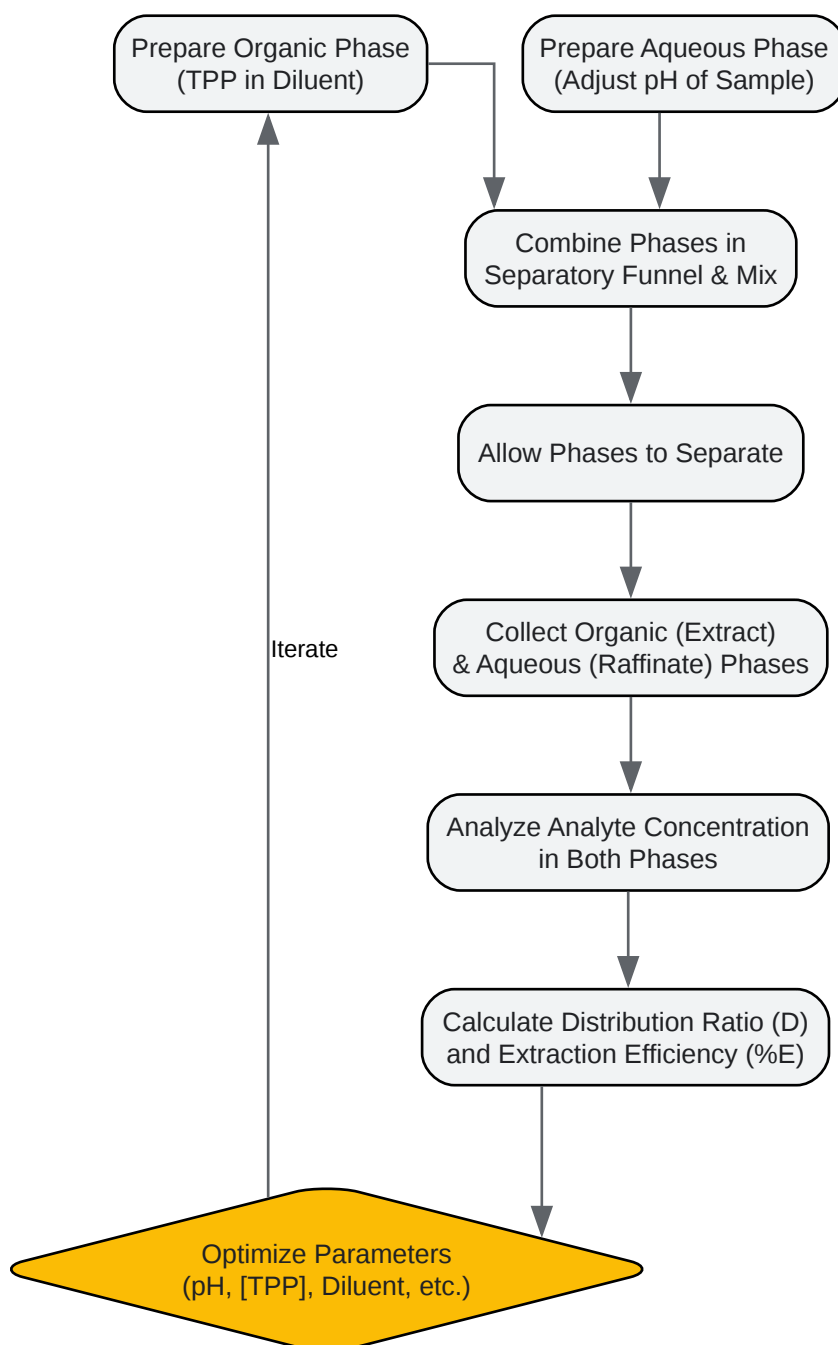 Prepare Organic Phase
(TPP in Diluent)
Prepare Aqueous Phase
(Adjust pH of Sample)
Combine Phases in
Separatory Funnel & Mix
Allow Phases to Separate
Collect Organic (Extract)
& Aqueous (Raffinate) Phases
Iterate
Analyze Analyte Concentration
in Both Phases
Calculate Distribution Ratio (D)
and Extraction Efficiency (%E)
Optimize Parameters
(pH, [TPP], Diluent, etc.)